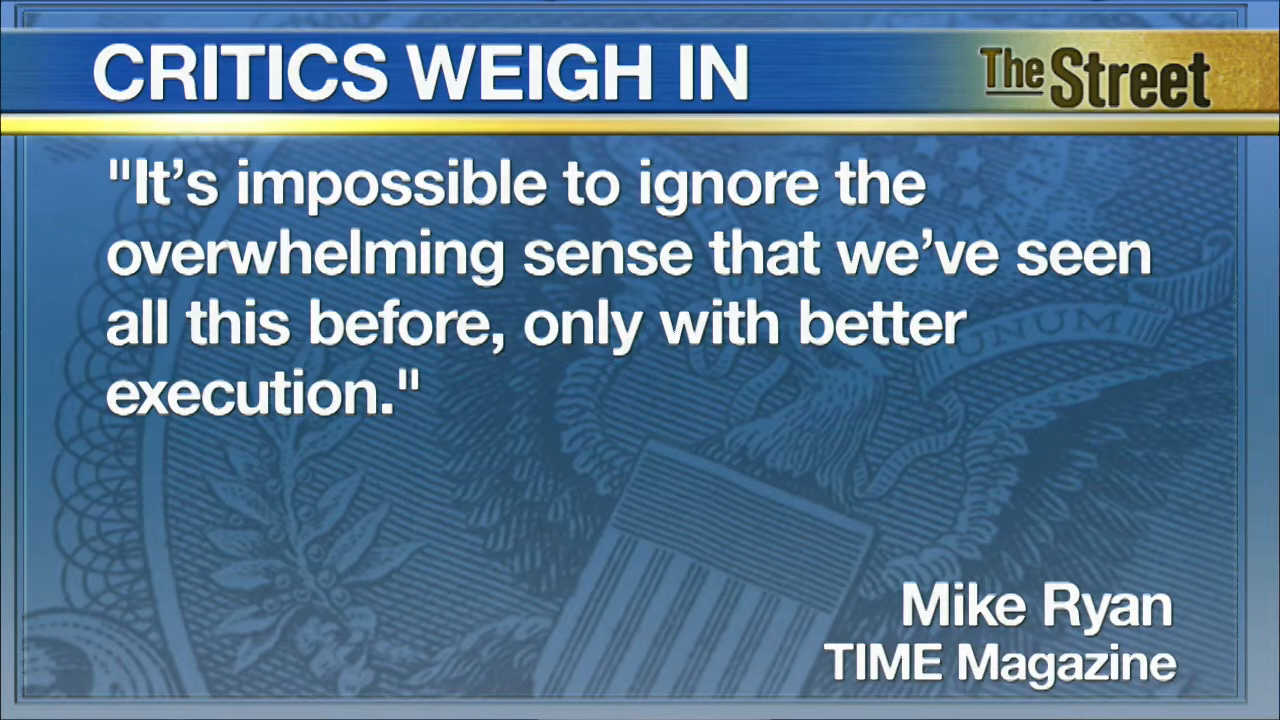 CRITICS WEIGH IN
The Street
"It’s impossible to ignore the
overwhelming sense that we’ve seen
all this before, only with better
execution."
UNUM
Mike Ryan
TIME Magazine